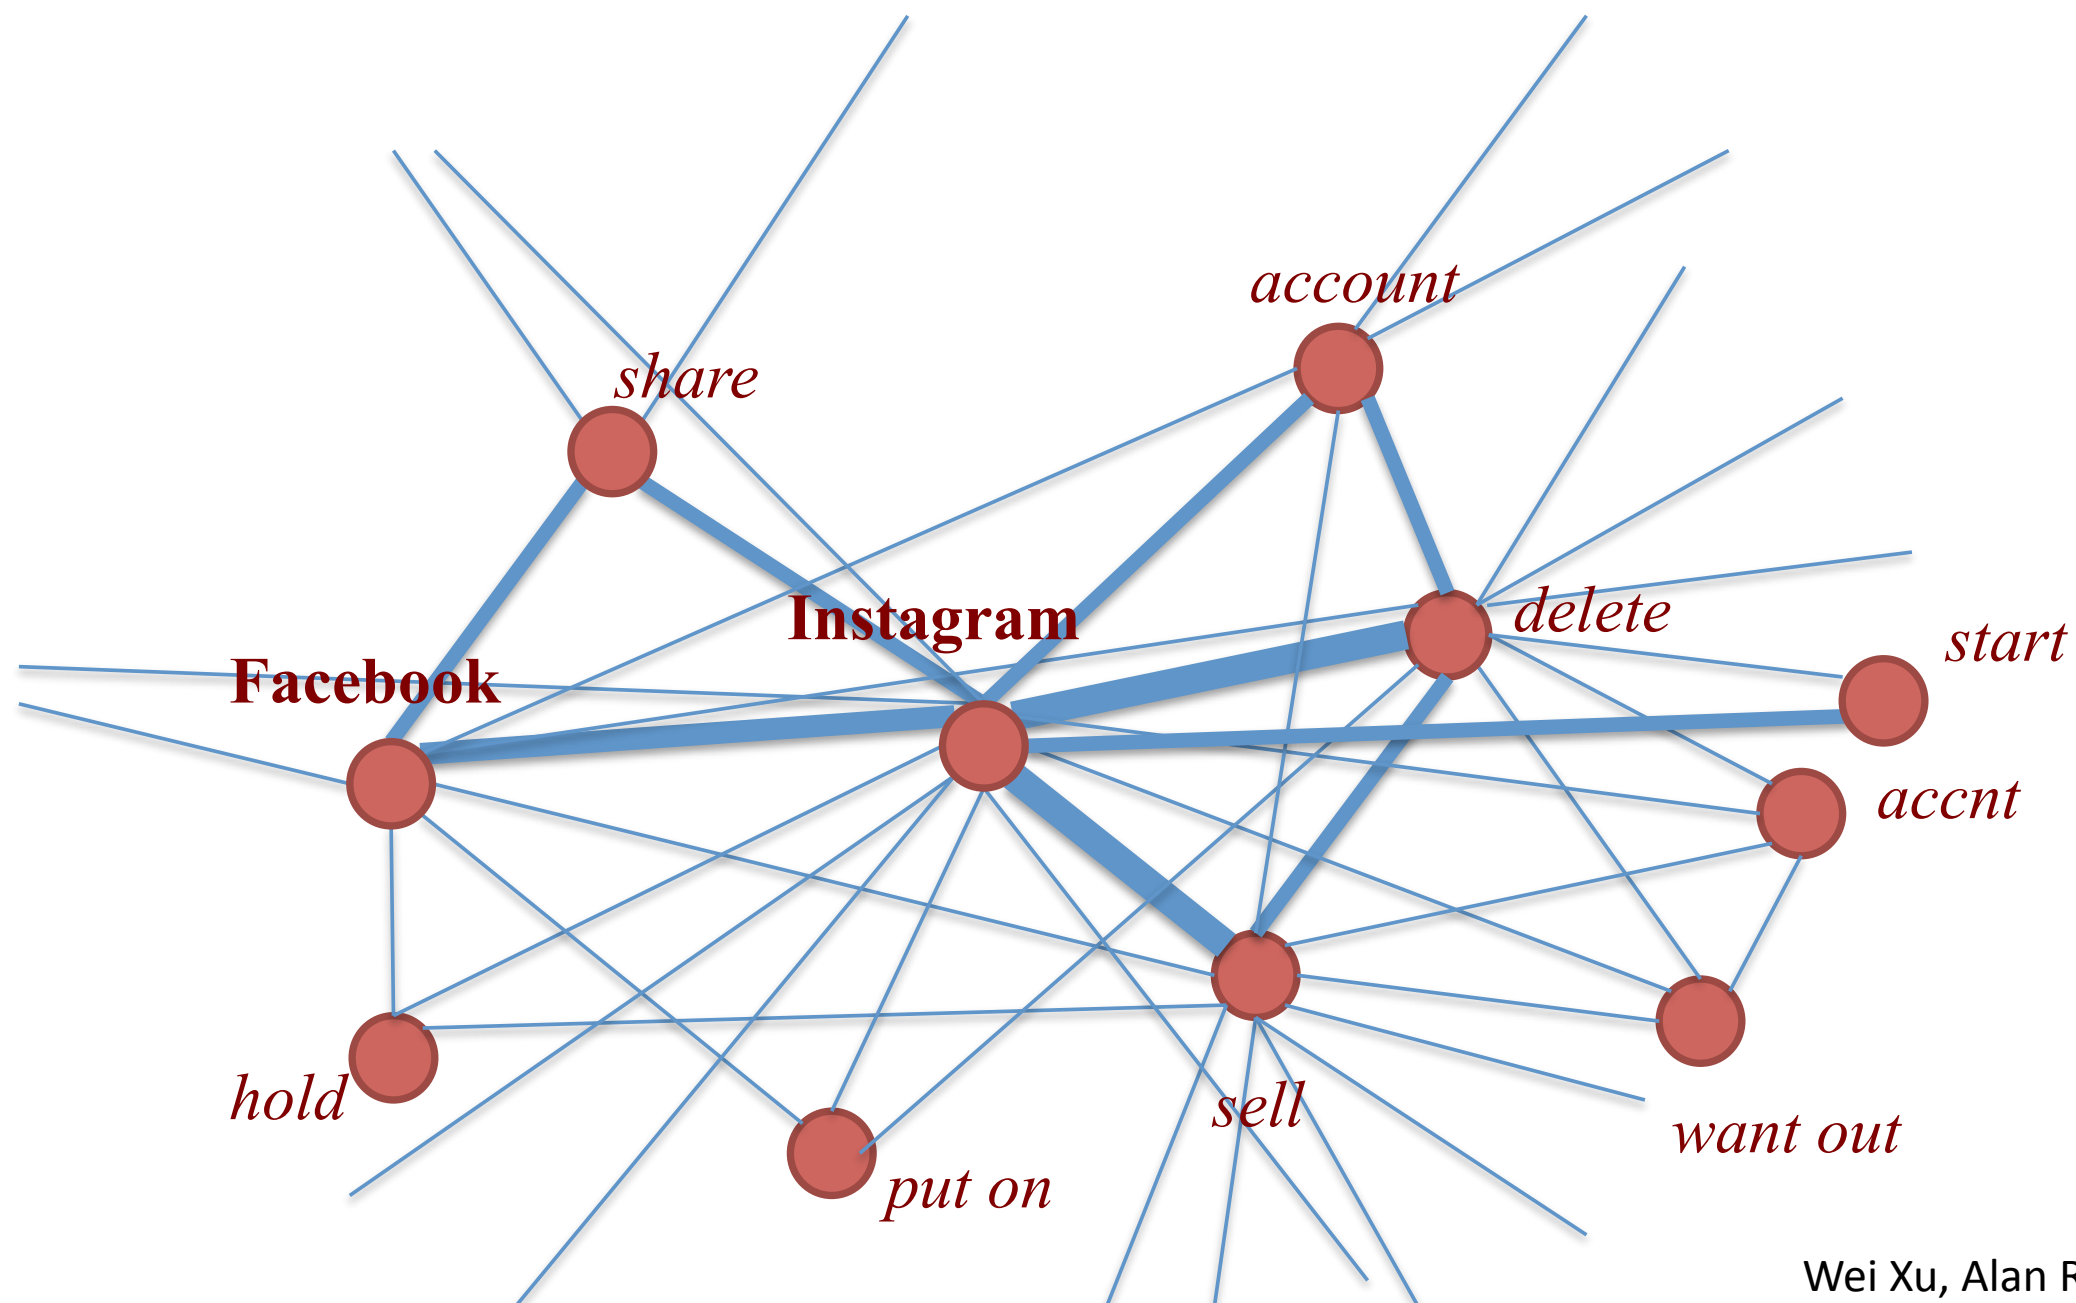 account
share
delete
Instagram
start
Facebook
accnt
hold
sell
want out
put on
Wei Xu, Alan R